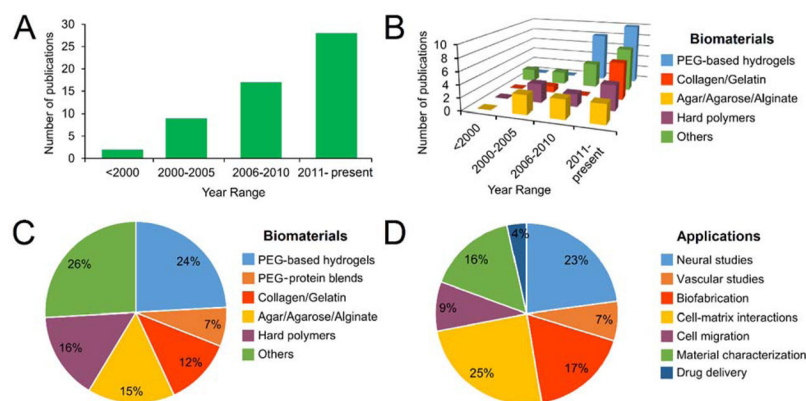 A
Number of publications
30
25
20
15
10
5
0
<2000
2000-2005
2006-2010
2011- present
Year Range
B
Number of publications
10
8
6
4
2
0
<2000
2000-2005
2006-2010
2011-
present
Year Range
Biomaterials
PEG-based hydrogels
Collagen/Gelatin
Agar/Agarose/Alginate
Hard polymers
Others
C
26%
24%
7%
12%
15%
16%
Biomaterials
PEG-based hydrogels
PEG-protein blends
Collagen/Gelatin
Agar/Agarose/Alginate
Hard polymers
Others
D
4%
23%
7%
17%
25%
9%
16%
Applications
Neural studies
Vascular studies
Biofabrication
Cell-matrix interactions
Cell migration
Material characterization
Drug delivery